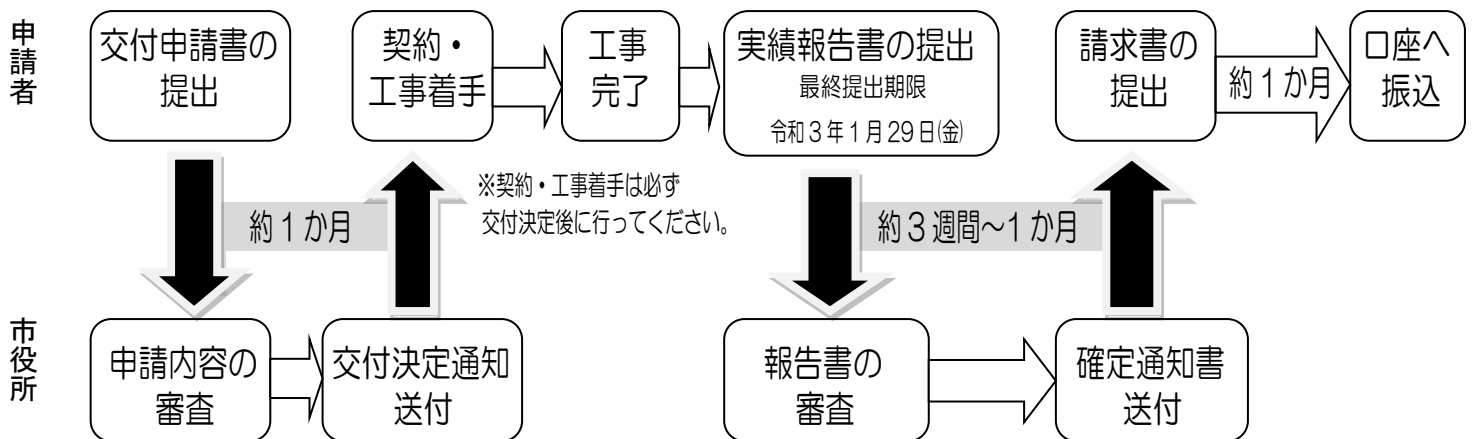 申請者
交付申請書の
提出
契約・
工事着手
工事
完了
実績報告書の提出
最終提出期限
令和3年1月29日(金)
請求書の
提出
約1か月
口座へ
振込
約1か月
※契約・工事着手は必ず
交付決定後に行ってください。
約3週間～1か月
市役所
申請内容の
審査
交付決定通知
送付
報告書の
審査
確定通知書
送付